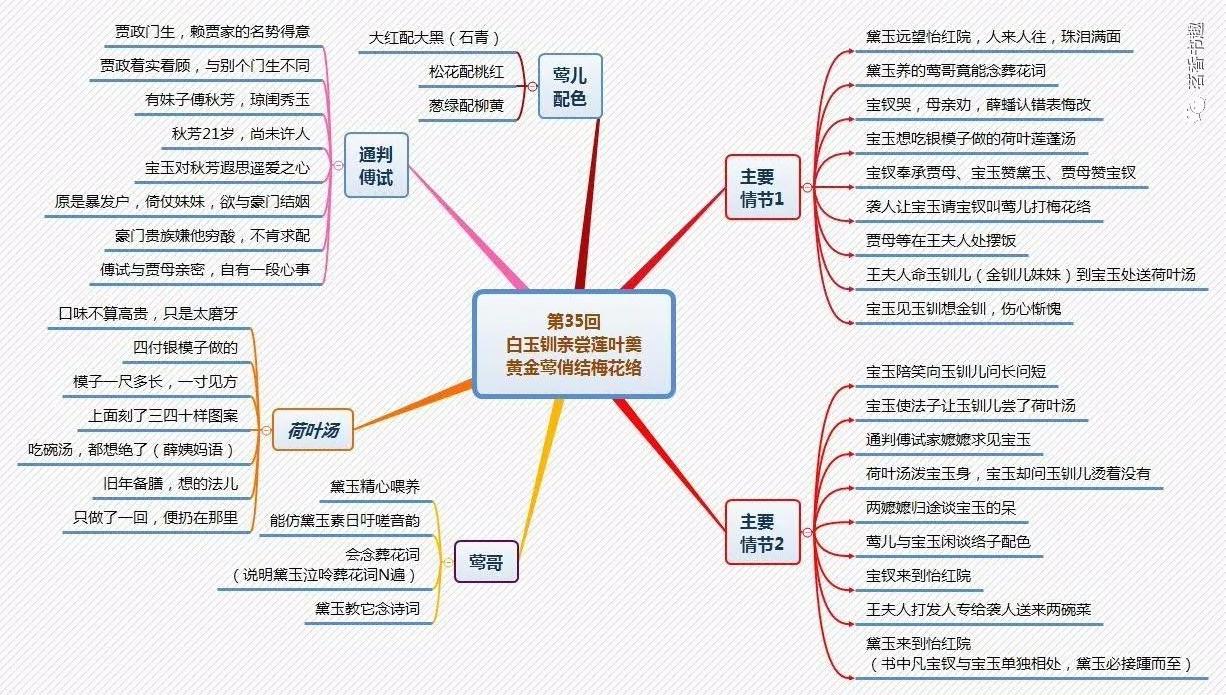 第35回
白玉钏亲尝莲叶羹
黄金莺俏结梅花络
通判
傅试
贾政门生，赖贾家的名势得意
贾政着实看顾，与别个门生不同
有妹子傅秋芳，琼闺秀玉
秋芳21岁，尚未许人
宝玉对秋芳遐思遥爱之心
原是暴发户，倚仗妹妹，欲与豪门结姻
豪门贵族嫌他穷酸，不肯求配
傅试与贾母亲密，自有一段心事
莺儿
配色
大红配大黑（石青）
松花配桃红
葱绿配柳黄
荷叶汤
口味不算高贵，只是太磨牙
四付银模子做的
模子一尺多长，一寸见方
上面刻了三四十样图案
吃碗汤，都想绝了（薛姨妈语）
旧年备膳，想的法儿
只做了一回，便扔在那里
莺哥
黛玉精心喂养
能仿黛玉素日吁嗟音韵
会念葬花词
（说明黛玉泣吟葬花词N遍）
黛玉教它念诗词
主要
情节1
黛玉远望怡红院，人来人往，珠泪满面
黛玉养的莺哥竟能念葬花词
宝钗哭，母亲劝，薛蟠认错表悔改
宝玉想吃银模子做的荷叶莲蓬汤
宝钗奉承贾母、宝玉赞黛玉、贾母赞宝钗
袭人让宝玉请宝钗叫莺儿打梅花络
贾母等在王夫人处摆饭
王夫人命玉钏儿（金钏儿妹妹）到宝玉处送荷叶汤
宝玉见玉钏想金钏，伤心惭愧
主要
情节2
宝玉陪笑向玉钏儿问长问短
宝玉使法子让玉钏儿尝了荷叶汤
通判傅试家嬷嬷求见宝玉
荷叶汤泼宝玉身，宝玉却问玉钏儿烫着没有
两嬷嬷归途谈宝玉的呆
莺儿与宝玉闲谈络子配色
宝钗来到怡红院
王夫人打发人专给袭人送来两碗菜
黛玉来到怡红院
（书中凡宝钗与宝玉单独相处，黛玉必接踵而至）
茗香书趣